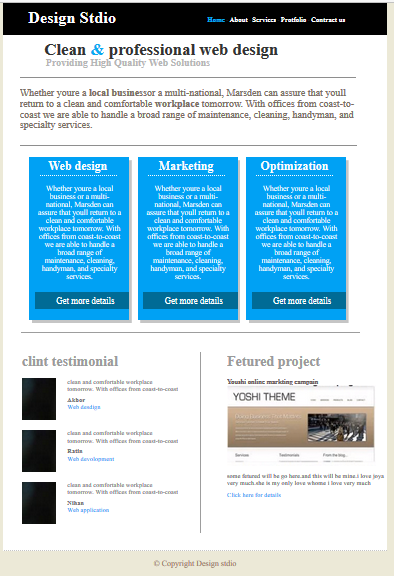 Design Stdio
Home About Services Protfolio Contact us
Clean & professional web design
Providing High Quality Web Solutions
Whether youre a local businessor a multi-national, Marsden can assure that youll
return to a clean and comfortable workplace tomorrow. With offices from coast-to-
coast we are able to handle a broad range of maintenance, cleaning, handyman, and
specialty services.
Web design
Whether youre a local
business or a multi-
national, Marsden can
assure that youll return to a
clean and comfortable
workplace tomorrow. With
offices from coast-to-coast
we are able to handle a
broad range of
maintenance, cleaning,
handyman, and specialty
services.
Get more details
Marketing
Whether youre a local
business or a multi-
national, Marsden can
assure that youll return to a
clean and comfortable
workplace tomorrow. With
offices from coast-to-coast
we are able to handle a
broad range of
maintenance, cleaning,
handyman, and specialty
services.
Get more details
Optimization
Whether youre a local
business or a multi-
national, Marsden can
assure that youll return to a
clean and comfortable
workplace tomorrow. With
offices from coast-to-coast
we are able to handle a
broad range of
maintenance, cleaning,
handyman, and specialty
services.
Get more details
clint testimonial
clean and comfortable workplace
tomorrow. With offices from coast-to-coast
Akbar
Web desdign
clean and comfortable workplace
tomorrow. With offices from coast-to-coast
Ratin
Web devolopment
clean and comfortable workplace
tomorrow. With offices from coast-to-coast
Nikan
Web application
Fetured project
Youshi online markting campain
YOSHI THEME
Services Testimonials From the blog...
some fetured will be go here.and this will be mine.i love joya
very much.she is my only love whome i love very much
Click here for details
© Copyright Design stdio